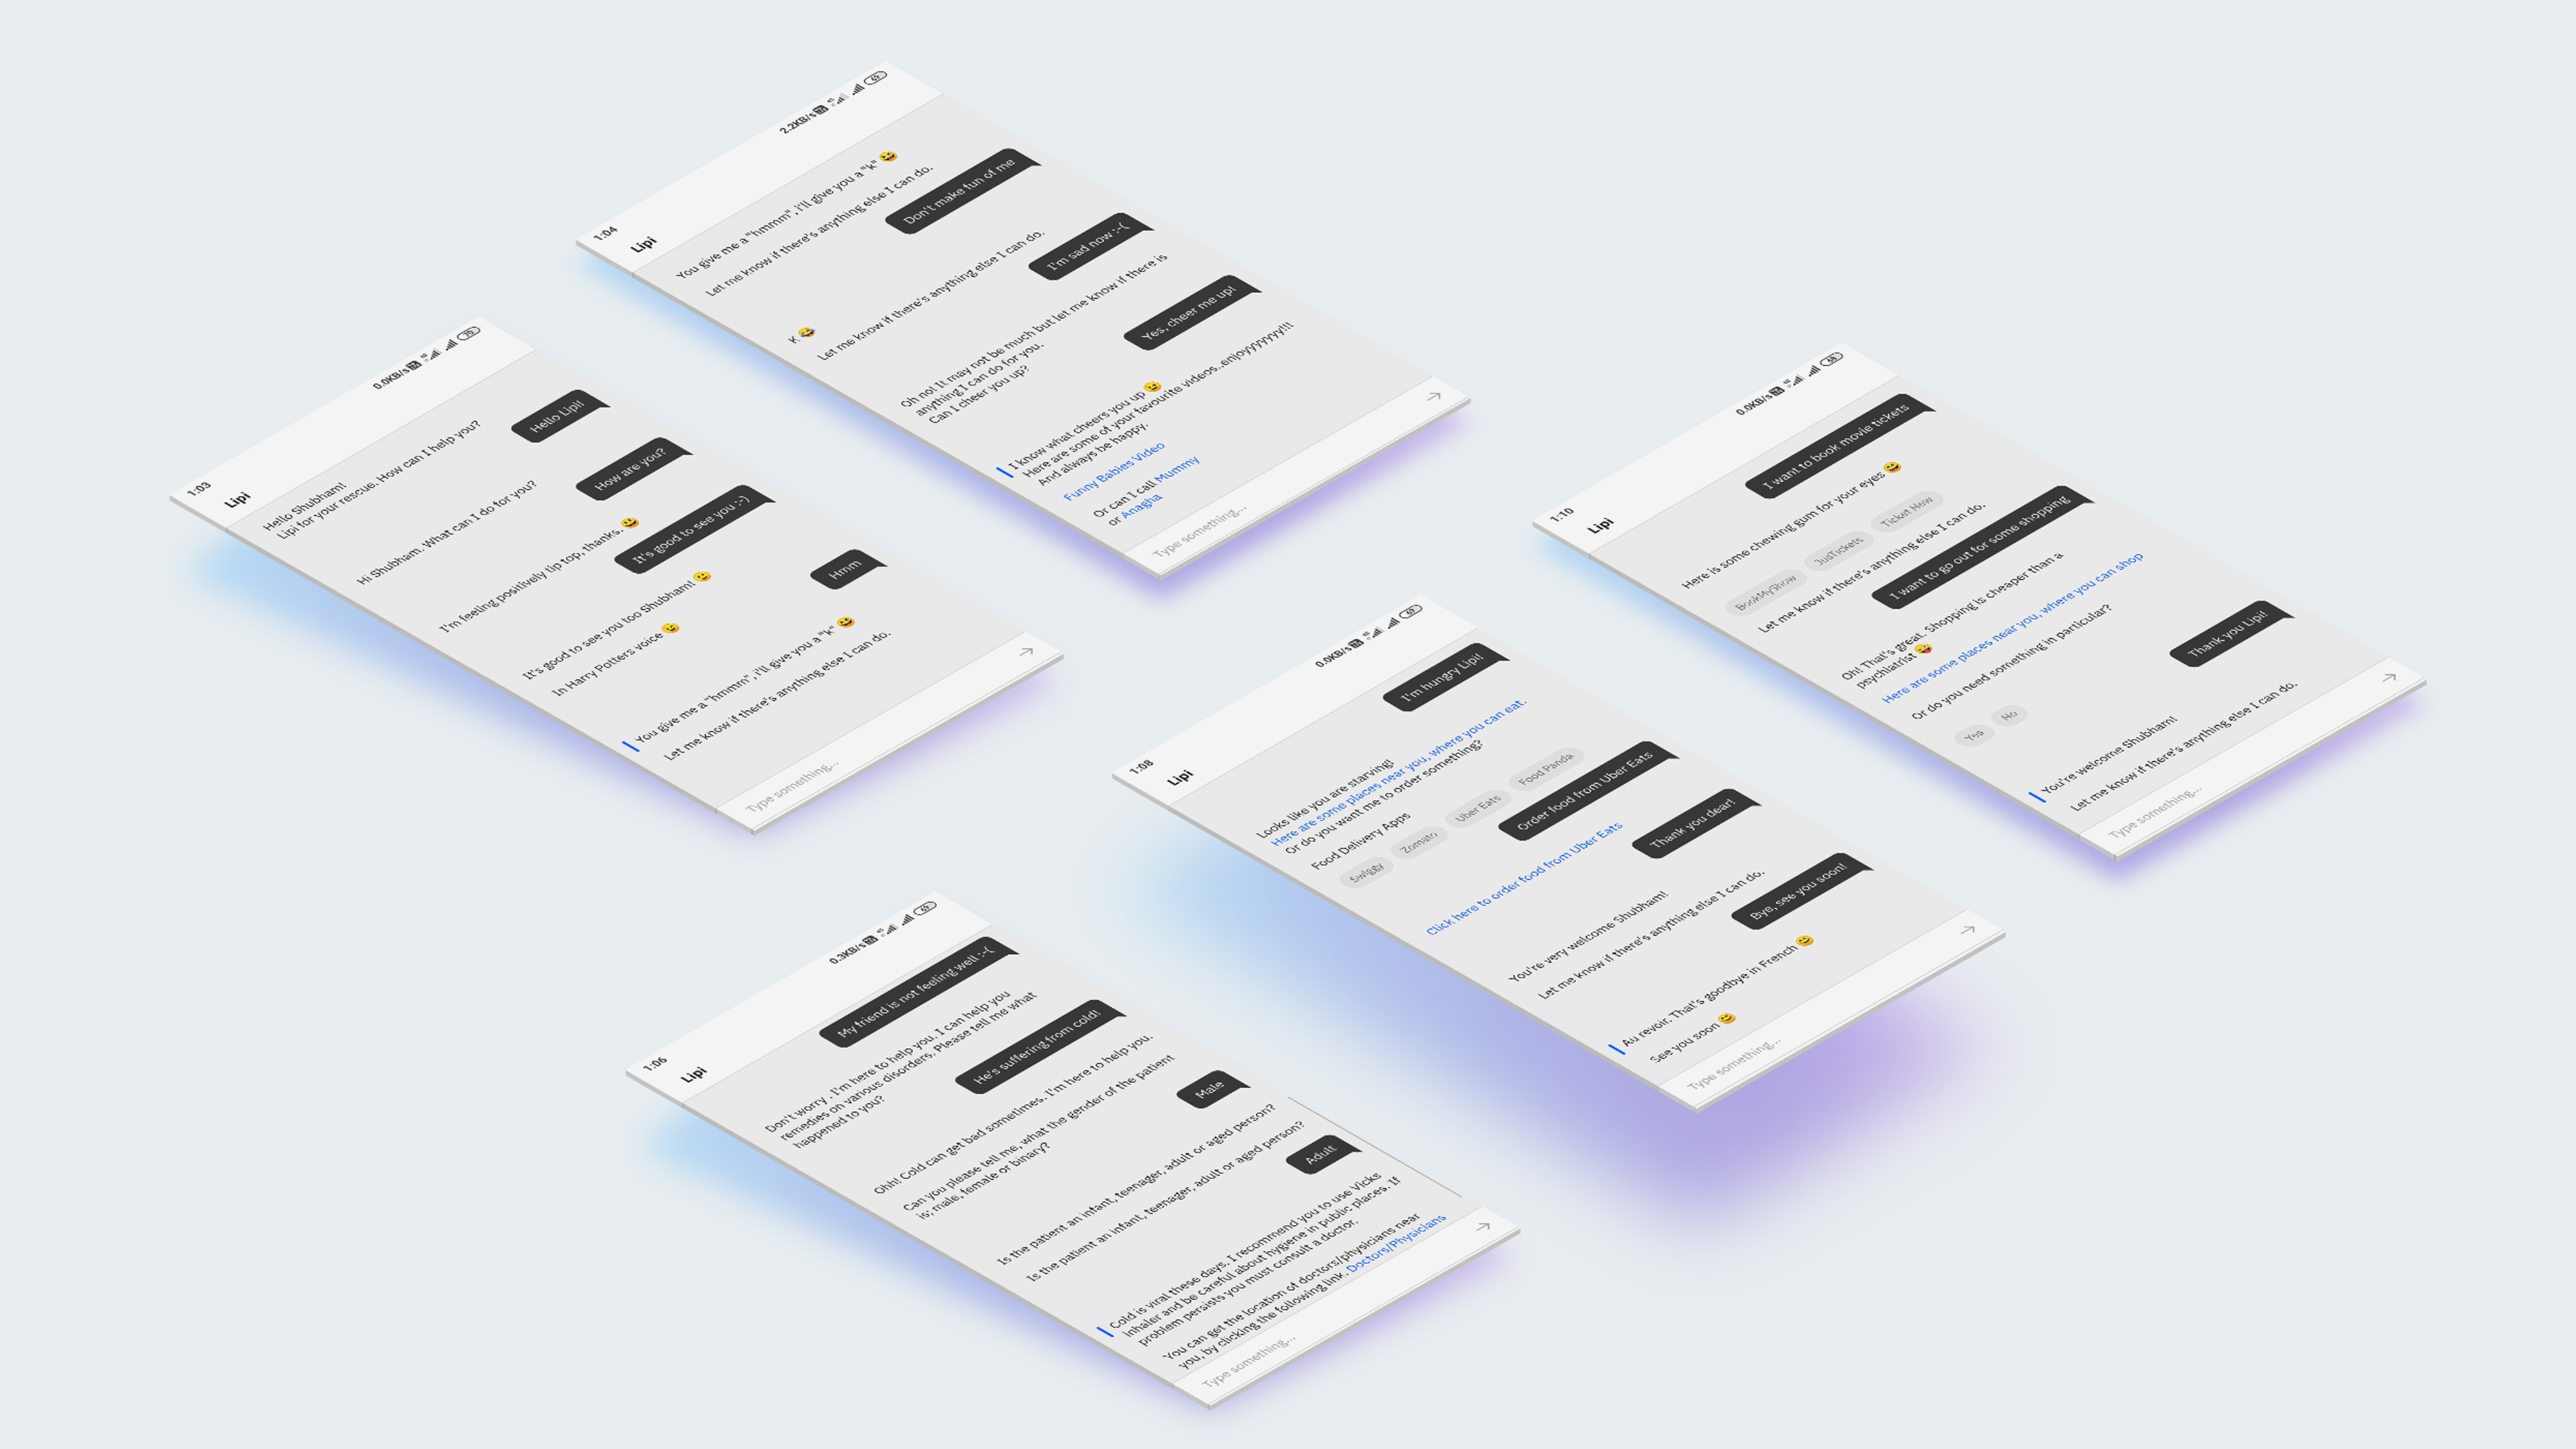 1:03
0.0KB/s
70
Lipi
Hello Lipi!
Hello Shubham!
Lipi for your rescue. How can I help you?
How are you?
Hi Shubham. What can I do for you?
It's good to see you :-)
I'm feeling positively tip top, thanks. 😃
It's good to see you too Shubham! 🙂
In Harry Potters voice 😉
Hmm
You give me a "hmmm", i'll give you a "k" 😄
Let me know if there's anything else I can do.
Type something...
1:04
2.2KB/s
69
Lipi
You give me a "hmmm", i'll give you a "k" 😄
Let me know if there's anything else I can do.
Don't make fun of me
K 😂
Let me know if there's anything else I can do.
I'm sad now :-(
Oh no! It may not be much but let me know if there is
anything I can do for you.
Can I cheer you up?
Yes, cheer me up!
I know what cheers you up 😉
Here are some of your favourite videos..enjoyyyyyyy!!!
And always be happy.
Funny Babies Video
Or can I call Mummy
or Anagha
Type something...
1:06
0.3KB/s
69
Lipi
My friend is not feeling well :-(
Don't worry . I'm here to help you. I can help you
remedies on various disorders. Please tell me what
happened to you?
He's suffering from cold!
Ohh! Cold can get bad sometimes. I'm here to help you.
Can you please tell me, what the gender of the patient
is; male, female or binary?
Male
Is the patient an infant, teenager, adult or aged person?
Is the patient an infant, teenager, adult or aged person?
Adult
Cold is viral these days. I recommend you to use Vicks
inhaler and be careful about hygiene in public places. If
problem persists you must consult a doctor.
You can get the location of doctors/physicians near
you, by clicking the following link. Doctors/Physicians
Type something...
1:08
0.0KB/s
69
Lipi
I'm hungry Lipi!
Looks like you are starving!
Here are some places near you, where you can eat.
Or do you want me to order something?
Food Delivery Apps
Swiggy Zomato Uber Eats Food Panda
Order food from Uber Eats
Click here to order food from Uber Eats
Thank you dear!
You're very welcome Shubham!
Let me know if there's anything else I can do.
Bye, see you soon!
Au revoir. That's goodbye in French 😊
See you soon 😊
Type something...
1:10
0.0KB/s
68
Lipi
I want to book movie tickets
Here is some chewing gum for your eyes 😄
BookMyShow JusTickets Ticket New
Let me know if there's anything else I can do.
I want to go out for some shopping
Oh! That's great. Shopping is cheaper than a
psychiatrist 😜
Here are some places near you, where you can shop
Or do you need something in particular?
Yes No
Thank you Lipi!
You're welcome Shubham!
Let me know if there's anything else I can do.
Type something...